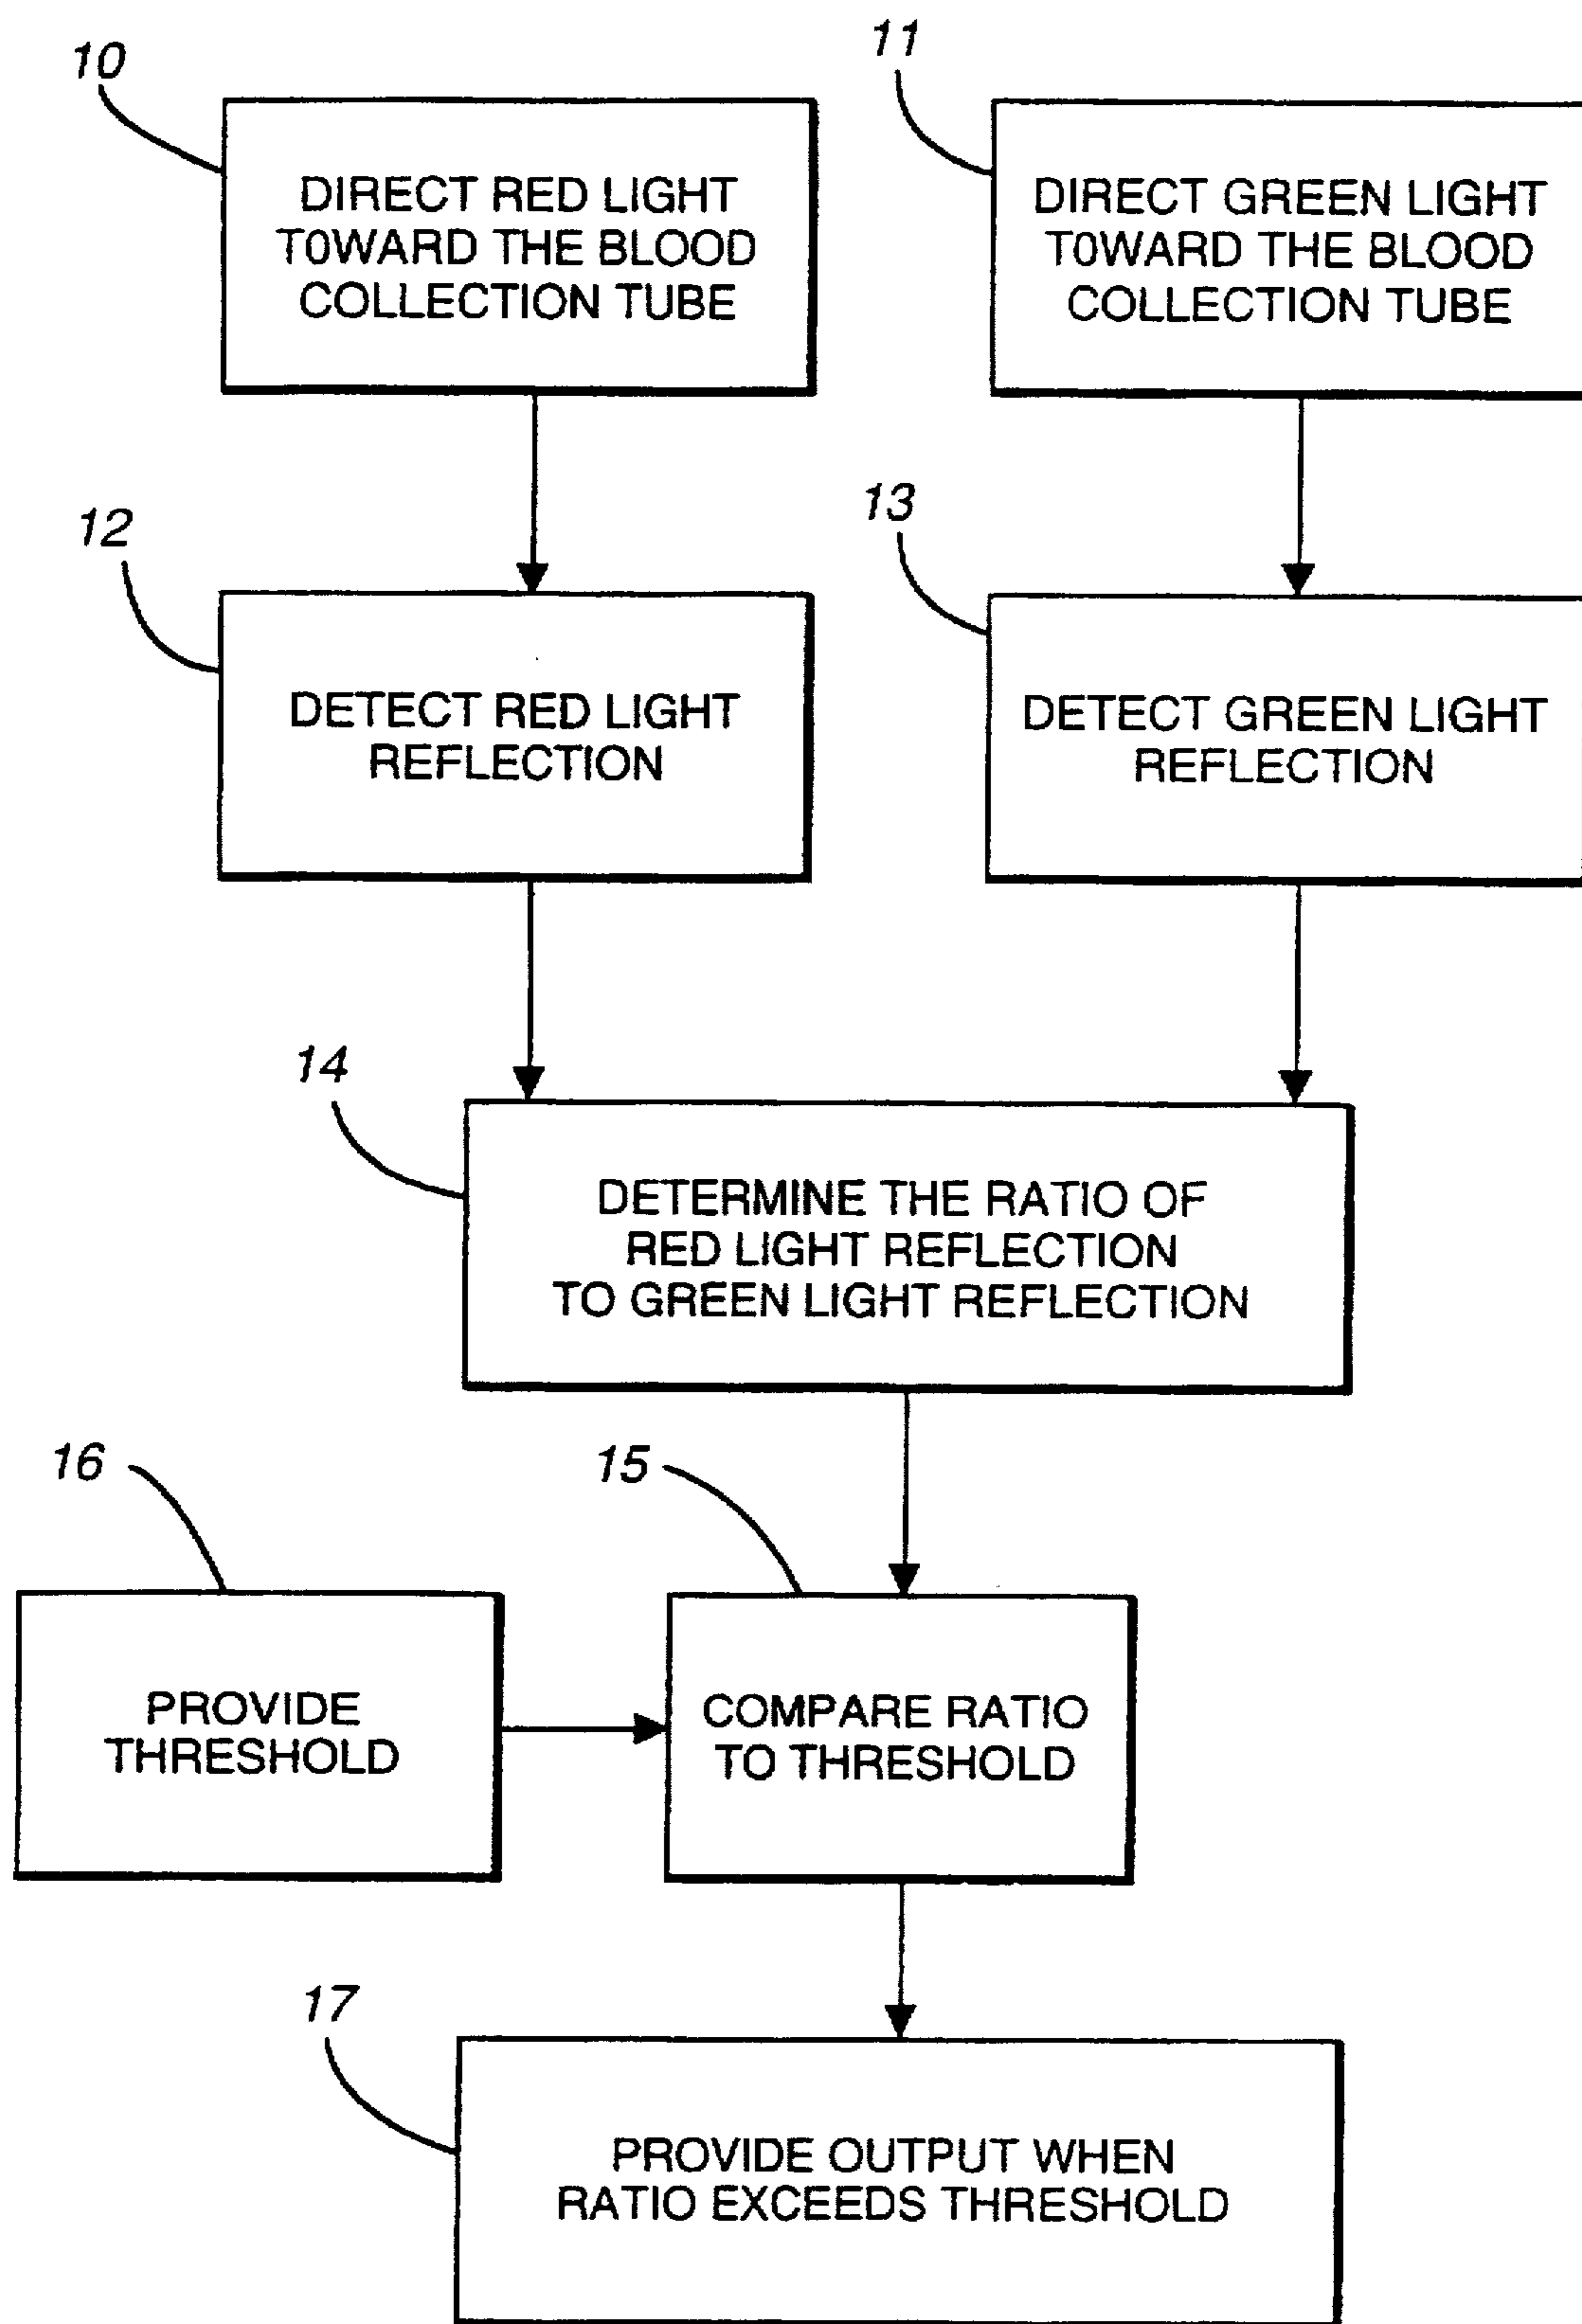 10
DIRECT RED LIGHT
TOWARD THE BLOOD
COLLECTION TUBE
11
DIRECT GREEN LIGHT
TOWARD THE BLOOD
COLLECTION TUBE
12
DETECT RED LIGHT
REFLECTION
13
DETECT GREEN LIGHT
REFLECTION
14
DETERMINE THE RATIO OF
RED LIGHT REFLECTION
TO GREEN LIGHT REFLECTION
16
PROVIDE
THRESHOLD
15
COMPARE RATIO
TO THRESHOLD
17
PROVIDE OUTPUT WHEN
RATIO EXCEEDS THRESHOLD